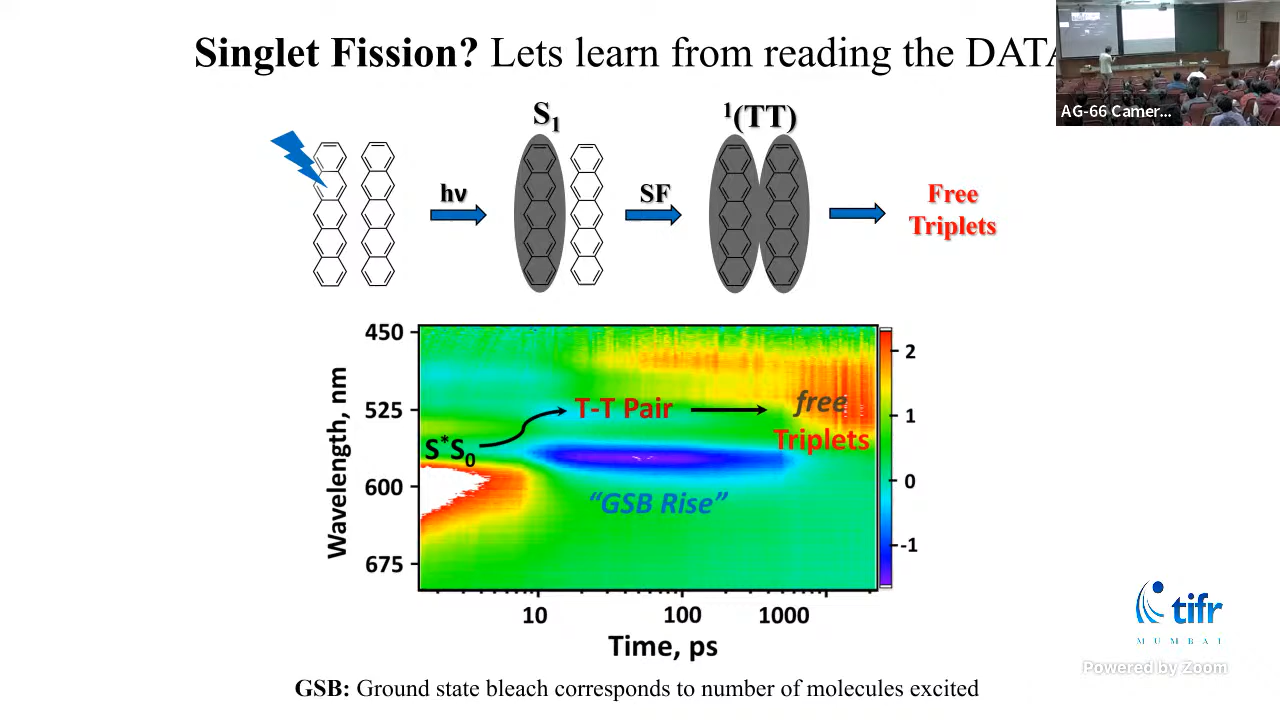 Singlet Fission? Lets learn from reading the DATA
AG-66 Camer...
S1
1(TT)
hν
SF
Free
Triplets
450
525
600
675
Wavelength, nm
S*S0
T-T Pair
free
Triplets
"GSB Rise"
2
1
0
-1
10
100
1000
Time, ps
tifr
MUMBAI
Powered by Zoom
GSB: Ground state bleach corresponds to number of molecules excited